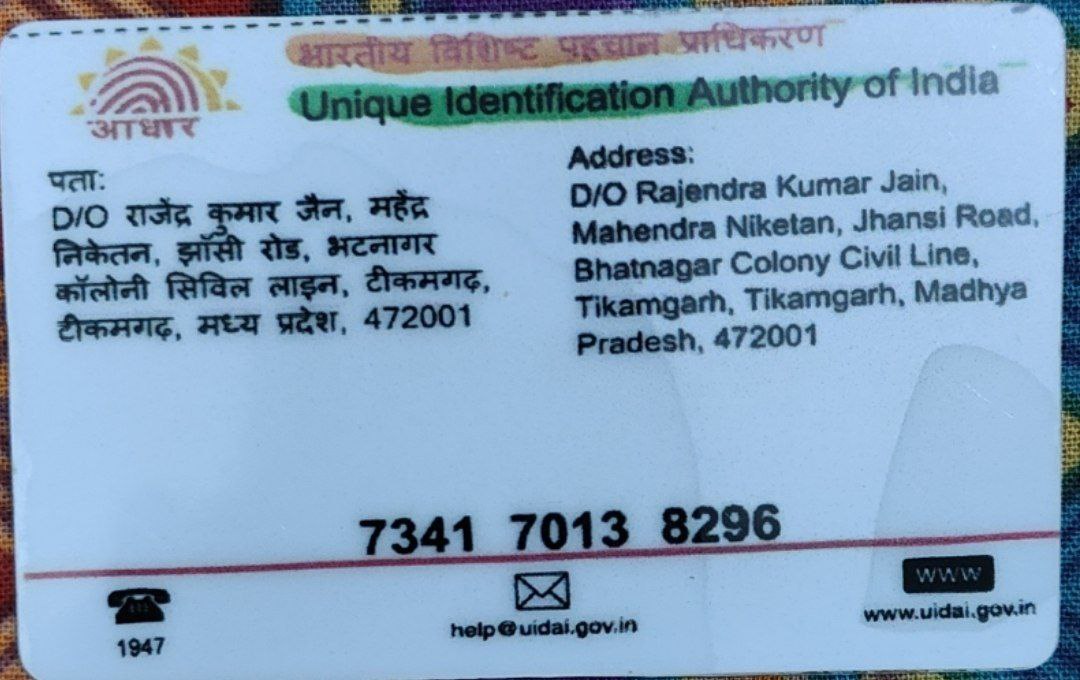 भारतीय विशिष्ट पहचान प्राधिकरण
Unique Identification Authority of India
आधार
पता:
D/O राजेंद्र कुमार जैन, महेंद्र
निकेतन, झाँसी रोड, भटनागर
कॉलोनी सिविल लाइन, टीकमगढ़,
टीकमगढ़, मध्य प्रदेश, 472001
Address:
D/O Rajendra Kumar Jain,
Mahendra Niketan, Jhansi Road,
Bhatnagar Colony Civil Line,
Tikamgarh, Tikamgarh, Madhya
Pradesh, 472001
7341 7013 8296
1947
help@uidai.gov.in
www
www.uidai.gov.in